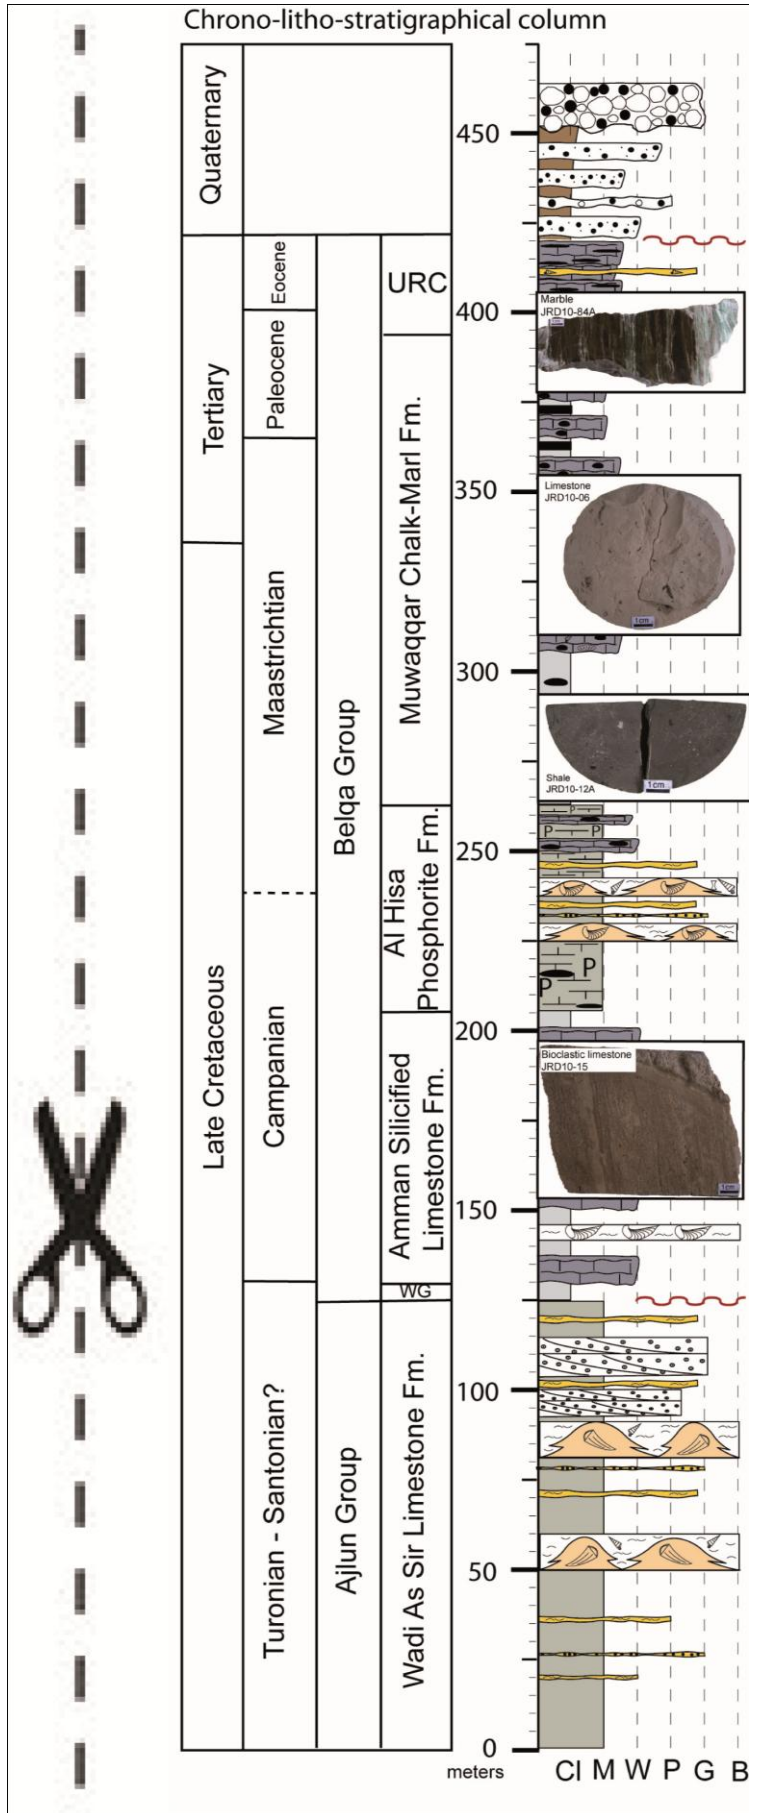 Chrono-litho-stratigraphical column
Quaternary
Tertiary
Late Cretaceous
Eocene
Paleocene
Maastrichtian
Campanian
Turonian - Santonian?
Belqa Group
Ajlun Group
URC
Muwaqqar Chalk-Marl Fm.
Al Hisa
Phosphorite Fm.
Amman Silicified
Limestone Fm.
WG
Wadi As Sir Limestone Fm.
450
400
350
300
250
200
150
100
50
0
meters
Marble
JRD10-84A
Limestone
JRD10-06
1cm
Shale
JRD10-12A
1cm
P
P M
P
P
Bioclastic limestone
JRD10-15
1cm
Cl M W P G B